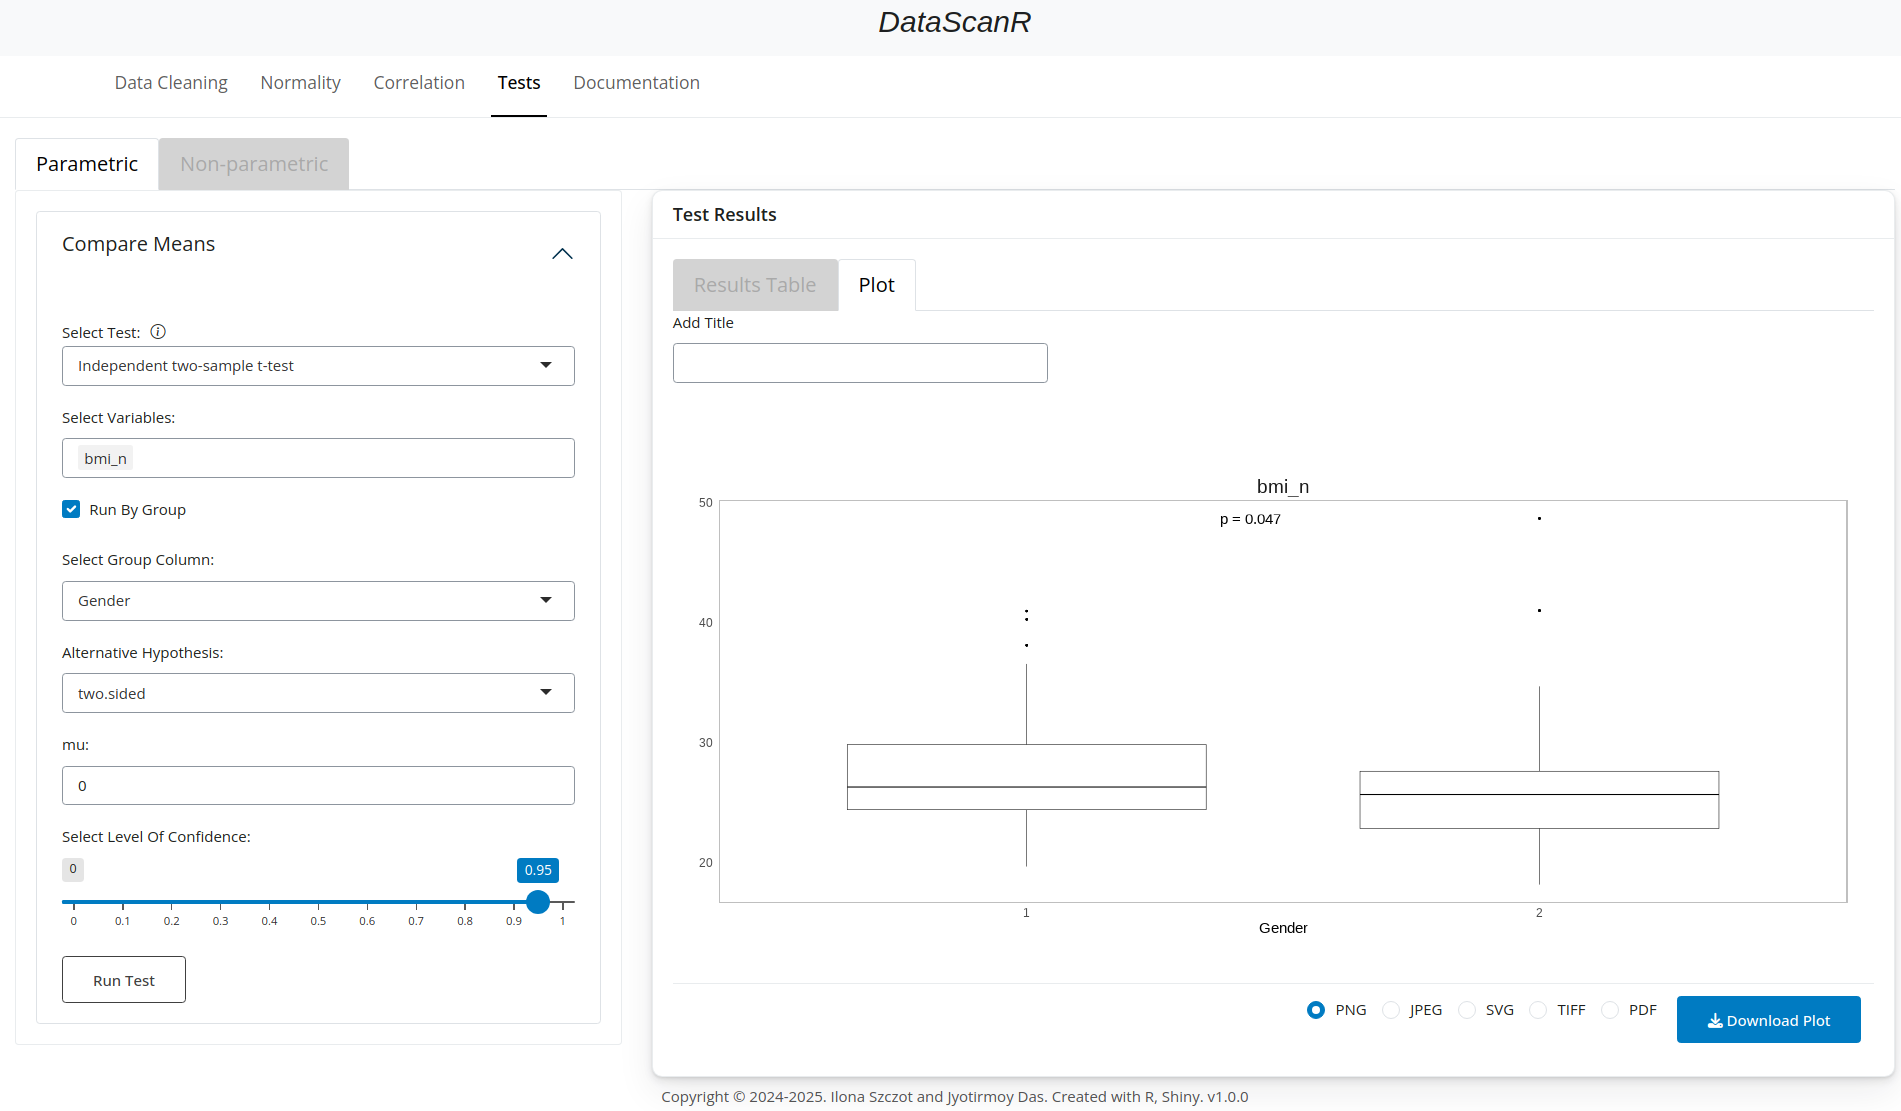 DataScanR
Data Cleaning Normality Correlation Tests Documentation
Parametric Non-parametric
Compare Means
Select Test:
Independent two-sample t-test
Select Variables:
bmi_n
Run By Group
Select Group Column:
Gender
Alternative Hypothesis:
two.sided
mu:
0
Select Level Of Confidence:
0 0.95
0 0.1 0.2 0.3 0.4 0.5 0.6 0.7 0.8 0.9 1
Run Test
Test Results
Results Table Plot
Add Title
bmi_n
p = 0.047
50
40
30
20
1 2
Gender
PNG JPEG SVG TIFF PDF Download Plot
Copyright © 2024-2025. Ilona Szczot and Jyotirmoy Das. Created with R, Shiny. v1.0.0